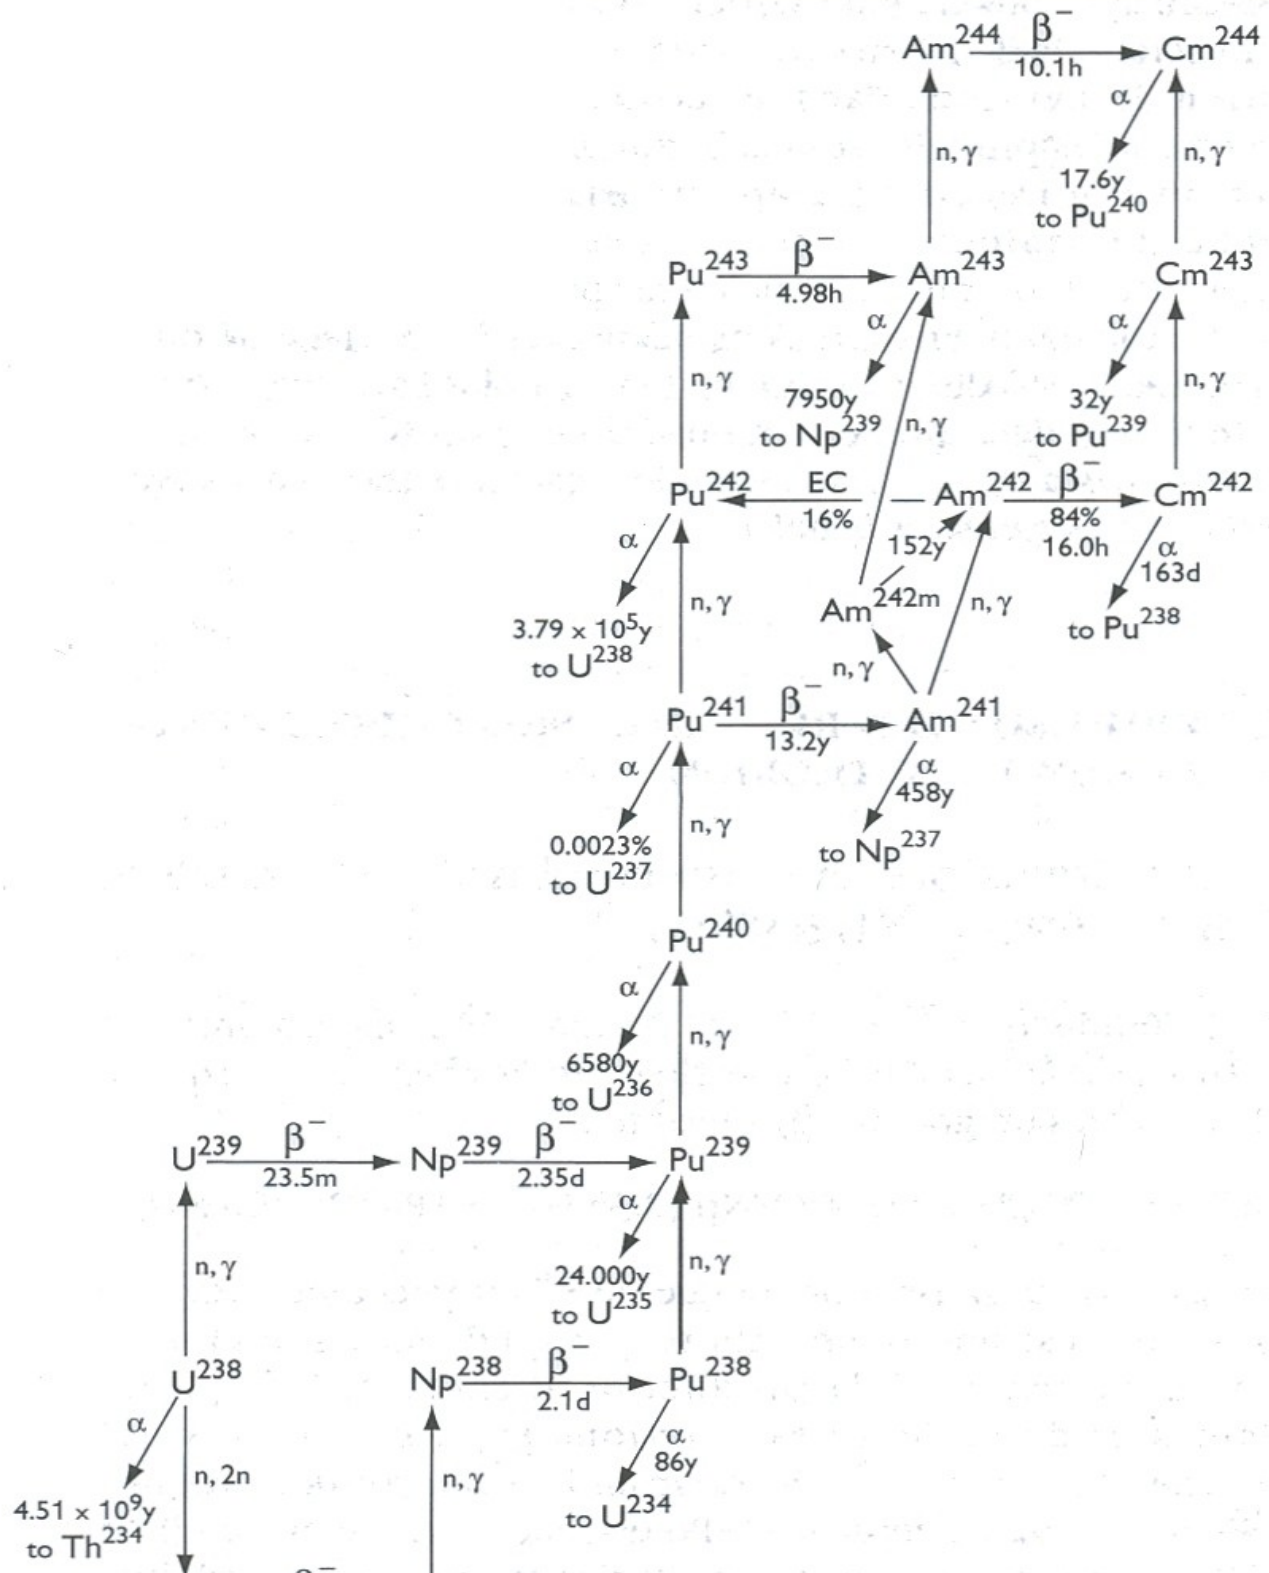 Am²⁴⁴ β⁻ Cm²⁴⁴
10.1h
α
n,γ n,γ
17.6y
to Pu²⁴⁰
Pu²⁴³ β⁻ Am²⁴³ Cm²⁴³
4.98h
α α
n,γ n,γ
7950y 32y
to Np²³⁹ n,γ to Pu²³⁹
Pu²⁴² EC Am²⁴² β⁻ Cm²⁴²
16% 84%
α 152y 16.0h α
163d
n,γ Am²⁴²ᵐ n,γ
3.79 × 10⁵y to Pu²³⁸
to U²³⁸ n,γ
Pu²⁴¹ β⁻ Am²⁴¹
13.2y
α α
458y
n,γ
0.0023% to Np²³⁷
to U²³⁷
Pu²⁴⁰
α
n,γ
6580y
to U²³⁶
U²³⁹ β⁻ Np²³⁹ β⁻ Pu²³⁹
23.5m 2.35d
α
n,γ n,γ
24.000y
to U²³⁵
U²³⁸ Np²³⁸ β⁻ Pu²³⁸
2.1d
α α
86y
n,2n n,γ
4.51 × 10⁹y to U²³⁴
to Th²³⁴